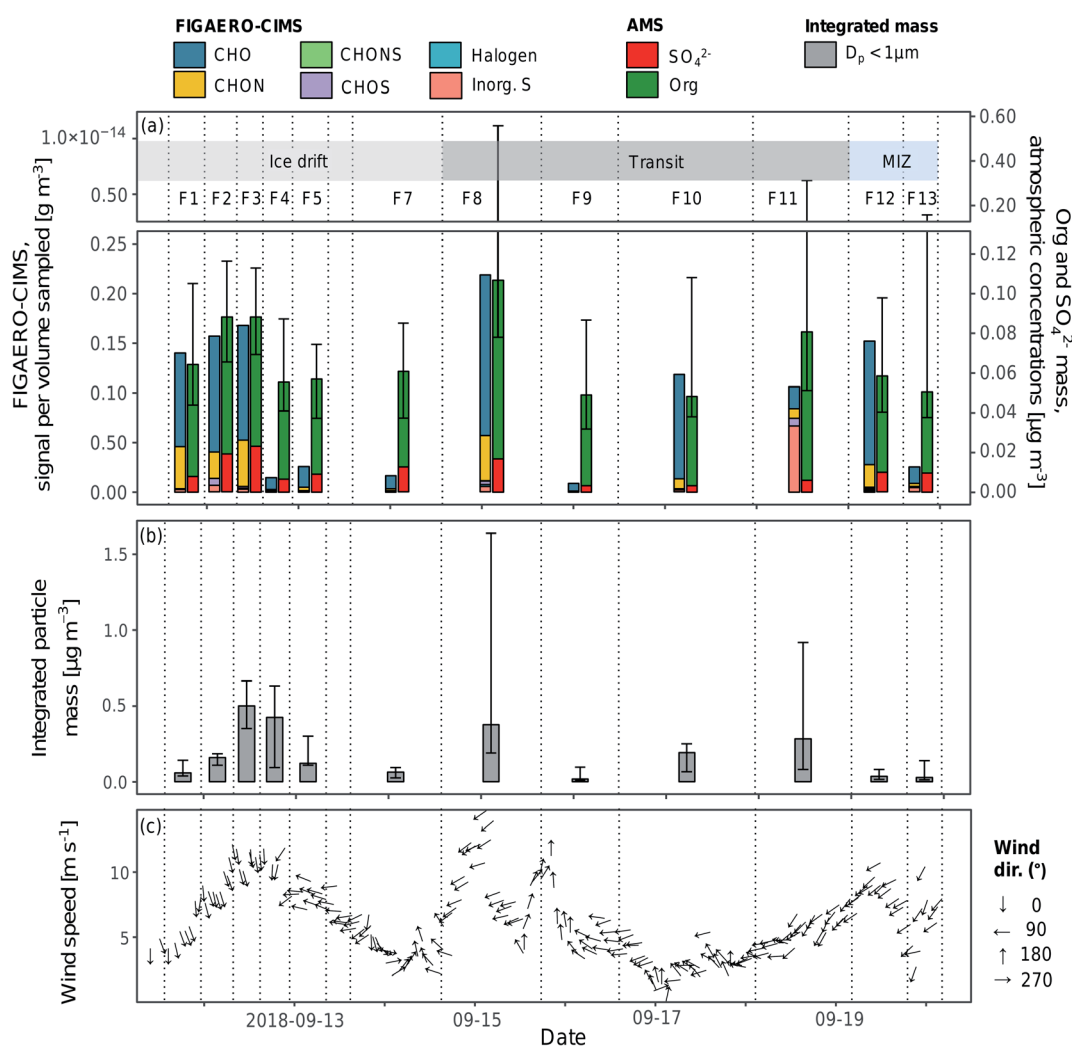 FIGAERO-CIMS AMS Integrated mass
CHO CHONS Halogen SO₄²⁻ Dₚ < 1μm
CHON CHOS Inorg. S Org
(a)
1.0×10⁻¹⁴
0.50
0.60
0.40
0.20
Ice drift Transit MIZ
F1 F2 F3 F4 F5 F7 F8 F9 F10 F11 F12 F13
0.25
0.20
0.15
0.10
0.50
0.00
0.12
0.10
0.08
0.06
0.04
0.02
0.00
FIGAERO-CIMS,
signal per volume sampled [g m⁻³]
Org and SO₄²⁻ mass,
atmospheric concentrations [μg m⁻³]
(b)
1.5
1.0
0.5
0.0
Integrated particle
mass [μg m⁻³]
(c)
10
5
Wind speed [m s⁻¹]
Wind
dir. (°)
↓ 0
← 90
↑ 180
→ 270
2018-09-13 09-15 09-17 09-19
Date